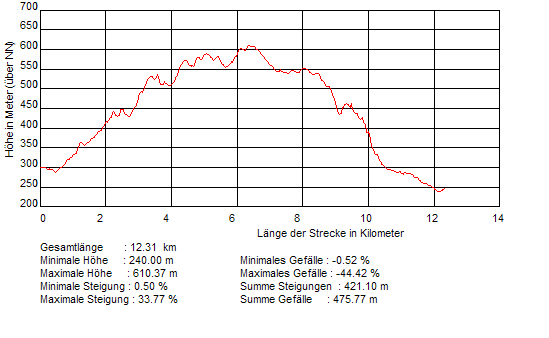 700
650
600
550
500
450
400
350
300
250
200
Höhe in Meter (über NN)
0 2 4 6 8 10 12 14
Länge der Strecke in Kilometer
Gesamtlänge : 12.31 km
Minimale Höhe : 240.00 m Minimales Gefälle : -0.52 %
Maximale Höhe : 610.37 m Maximales Gefälle : -44.42 %
Minimale Steigung : 0.50 % Summe Steigungen : 421.10 m
Maximale Steigung : 33.77 % Summe Gefälle : 475.77 m